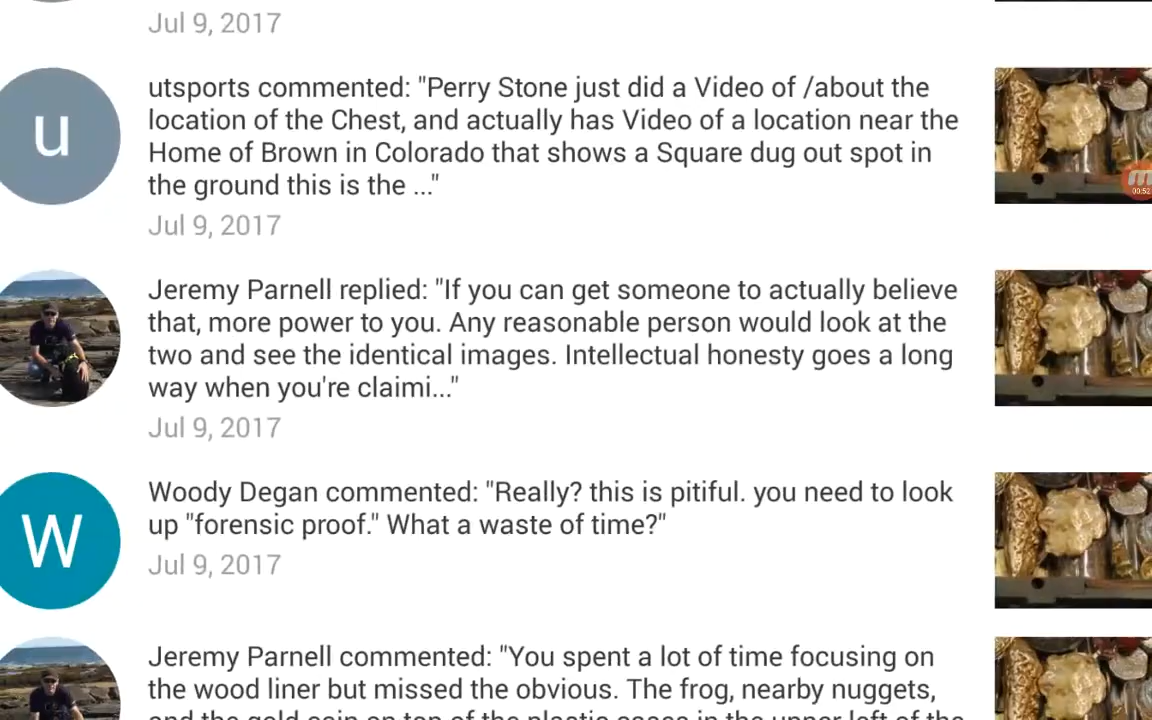 Jul 9, 2017
u
utsports commented: "Perry Stone just did a Video of /about the
location of the Chest, and actually has Video of a location near the
Home of Brown in Colorado that shows a Square dug out spot in
the ground this is the ..."
Jul 9, 2017
00:52
Jeremy Parnell replied: "If you can get someone to actually believe
that, more power to you. Any reasonable person would look at the
two and see the identical images. Intellectual honesty goes a long
way when you're claimi..."
Jul 9, 2017
W
Woody Degan commented: "Really? this is pitiful. you need to look
up "forensic proof." What a waste of time?"
Jul 9, 2017
Jeremy Parnell commented: "You spent a lot of time focusing on
the wood liner but missed the obvious. The frog, nearby nuggets,
and the gold coin on top of the plastic cases in the upper left of the